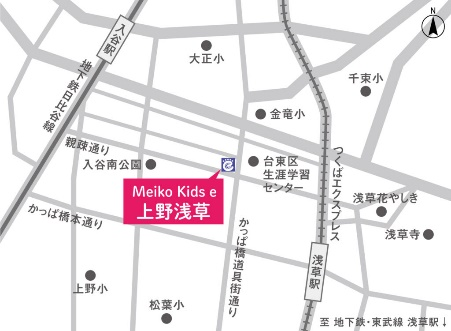 N
入谷駅
大正小
千束小
地下鉄日比谷線
金竜小
つくばエクスプレス
親疎通り
入谷南公園
台東区
生涯学習
センター
Meiko Kids e
上野浅草
浅草花やしき
かっぱ橋本通り
浅草寺
かっぱ橋道具街通り
浅草駅
上野小
松葉小
至 地下鉄・東武線 浅草駅↓